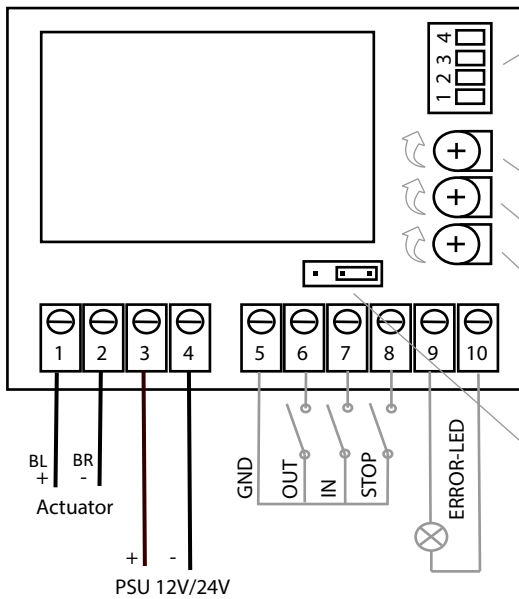 4
3
2
1
1 2 3 4 5 6 7 8 9 10
BL BR
+ -
Actuator
+ -
PSU 12V/24V
GND
OUT
IN
STOP
ERROR-LED